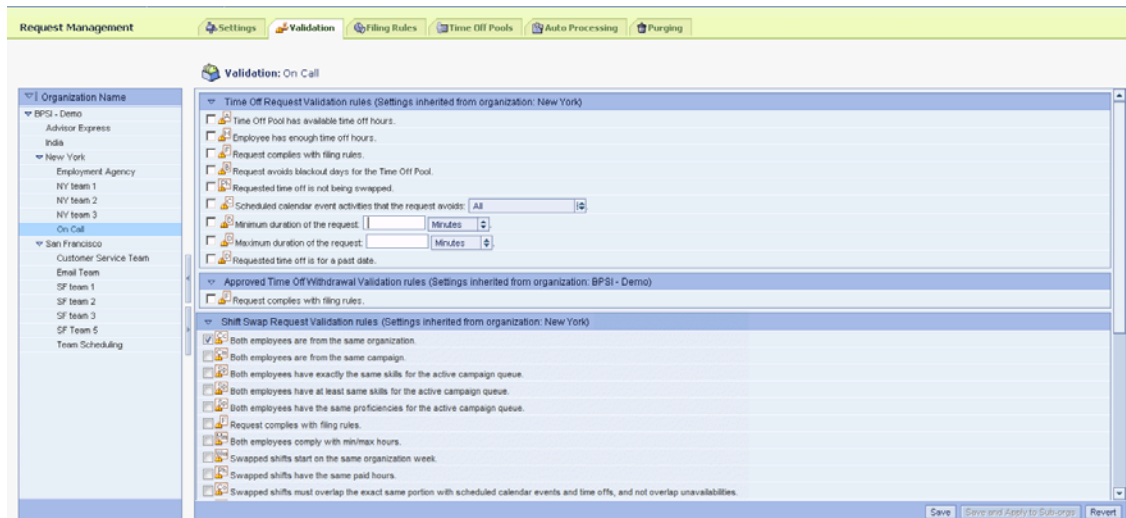 Request Management
Settings
Validation
Filing Rules
Time Off Pools
Auto Processing
Purging
Validation: On Call
Organization Name
BPSI - Demo
Advisor Express
India
New York
Employment Agency
NY team 1
NY team 2
NY team 3
On Call
San Francisco
Customer Service Team
Email Team
SF team 1
SF team 2
SF team 3
SF Team 5
Team Scheduling
Time Off Request Validation rules (Settings inherited from organization: New York)
Time Off Pool has available time off hours.
Employee has enough time off hours.
Request complies with filing rules.
Request avoids blackout days for the Time Off Pool.
Requested time off is not being swapped.
Scheduled calendar event activities that the request avoids: All
Minimum duration of the request: Minutes
Maximum duration of the request: Minutes
Requested time off is for a past date.
Approved Time Off Withdrawal Validation rules (Settings inherited from organization: BPSI - Demo)
Request complies with filing rules.
Shift Swap Request Validation rules (Settings inherited from organization: New York)
Both employees are from the same organization.
Both employees are from the same campaign.
Both employees have exactly the same skills for the active campaign queue.
Both employees have at least same skills for the active campaign queue.
Both employees have the same proficiencies for the active campaign queue.
Request complies with filing rules.
Both employees comply with min/max hours.
Swapped shifts start on the same organization week.
Swapped shifts have the same paid hours.
Swapped shifts must overlap the exact same portion with scheduled calendar events and time offs, and not overlap unavailabilities.
Save
Save and Apply to Sub-orgs
Revert